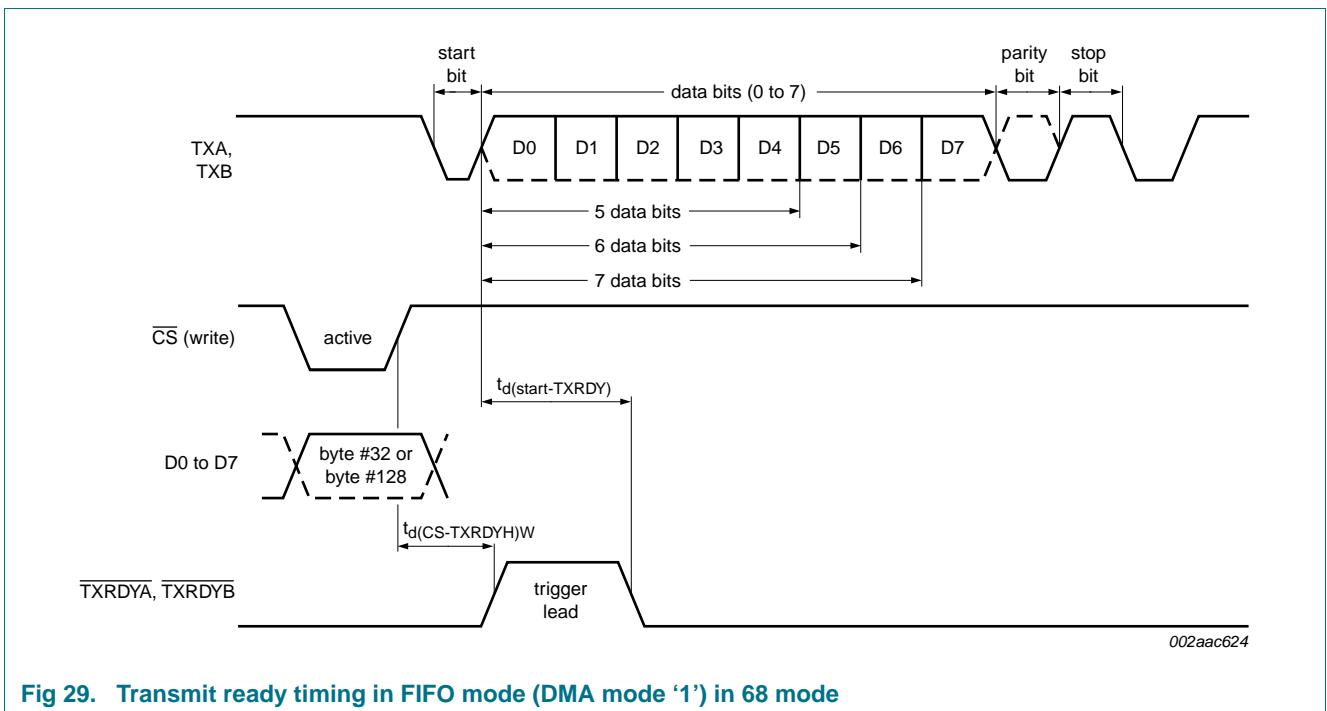 start
bit
data bits (0 to 7)
parity
bit
stop
bit
TXA,
TXB
D0 D1 D2 D3 D4 D5 D6 D7
5 data bits
6 data bits
7 data bits
CS (write)
active
td(start-TXRDY)
D0 to D7
byte #32 or
byte #128
td(CS-TXRDYH)W
TXRDYA, TXRDYB
trigger
lead
002aac624
Fig 29. Transmit ready timing in FIFO mode (DMA mode ‘1’) in 68 mode